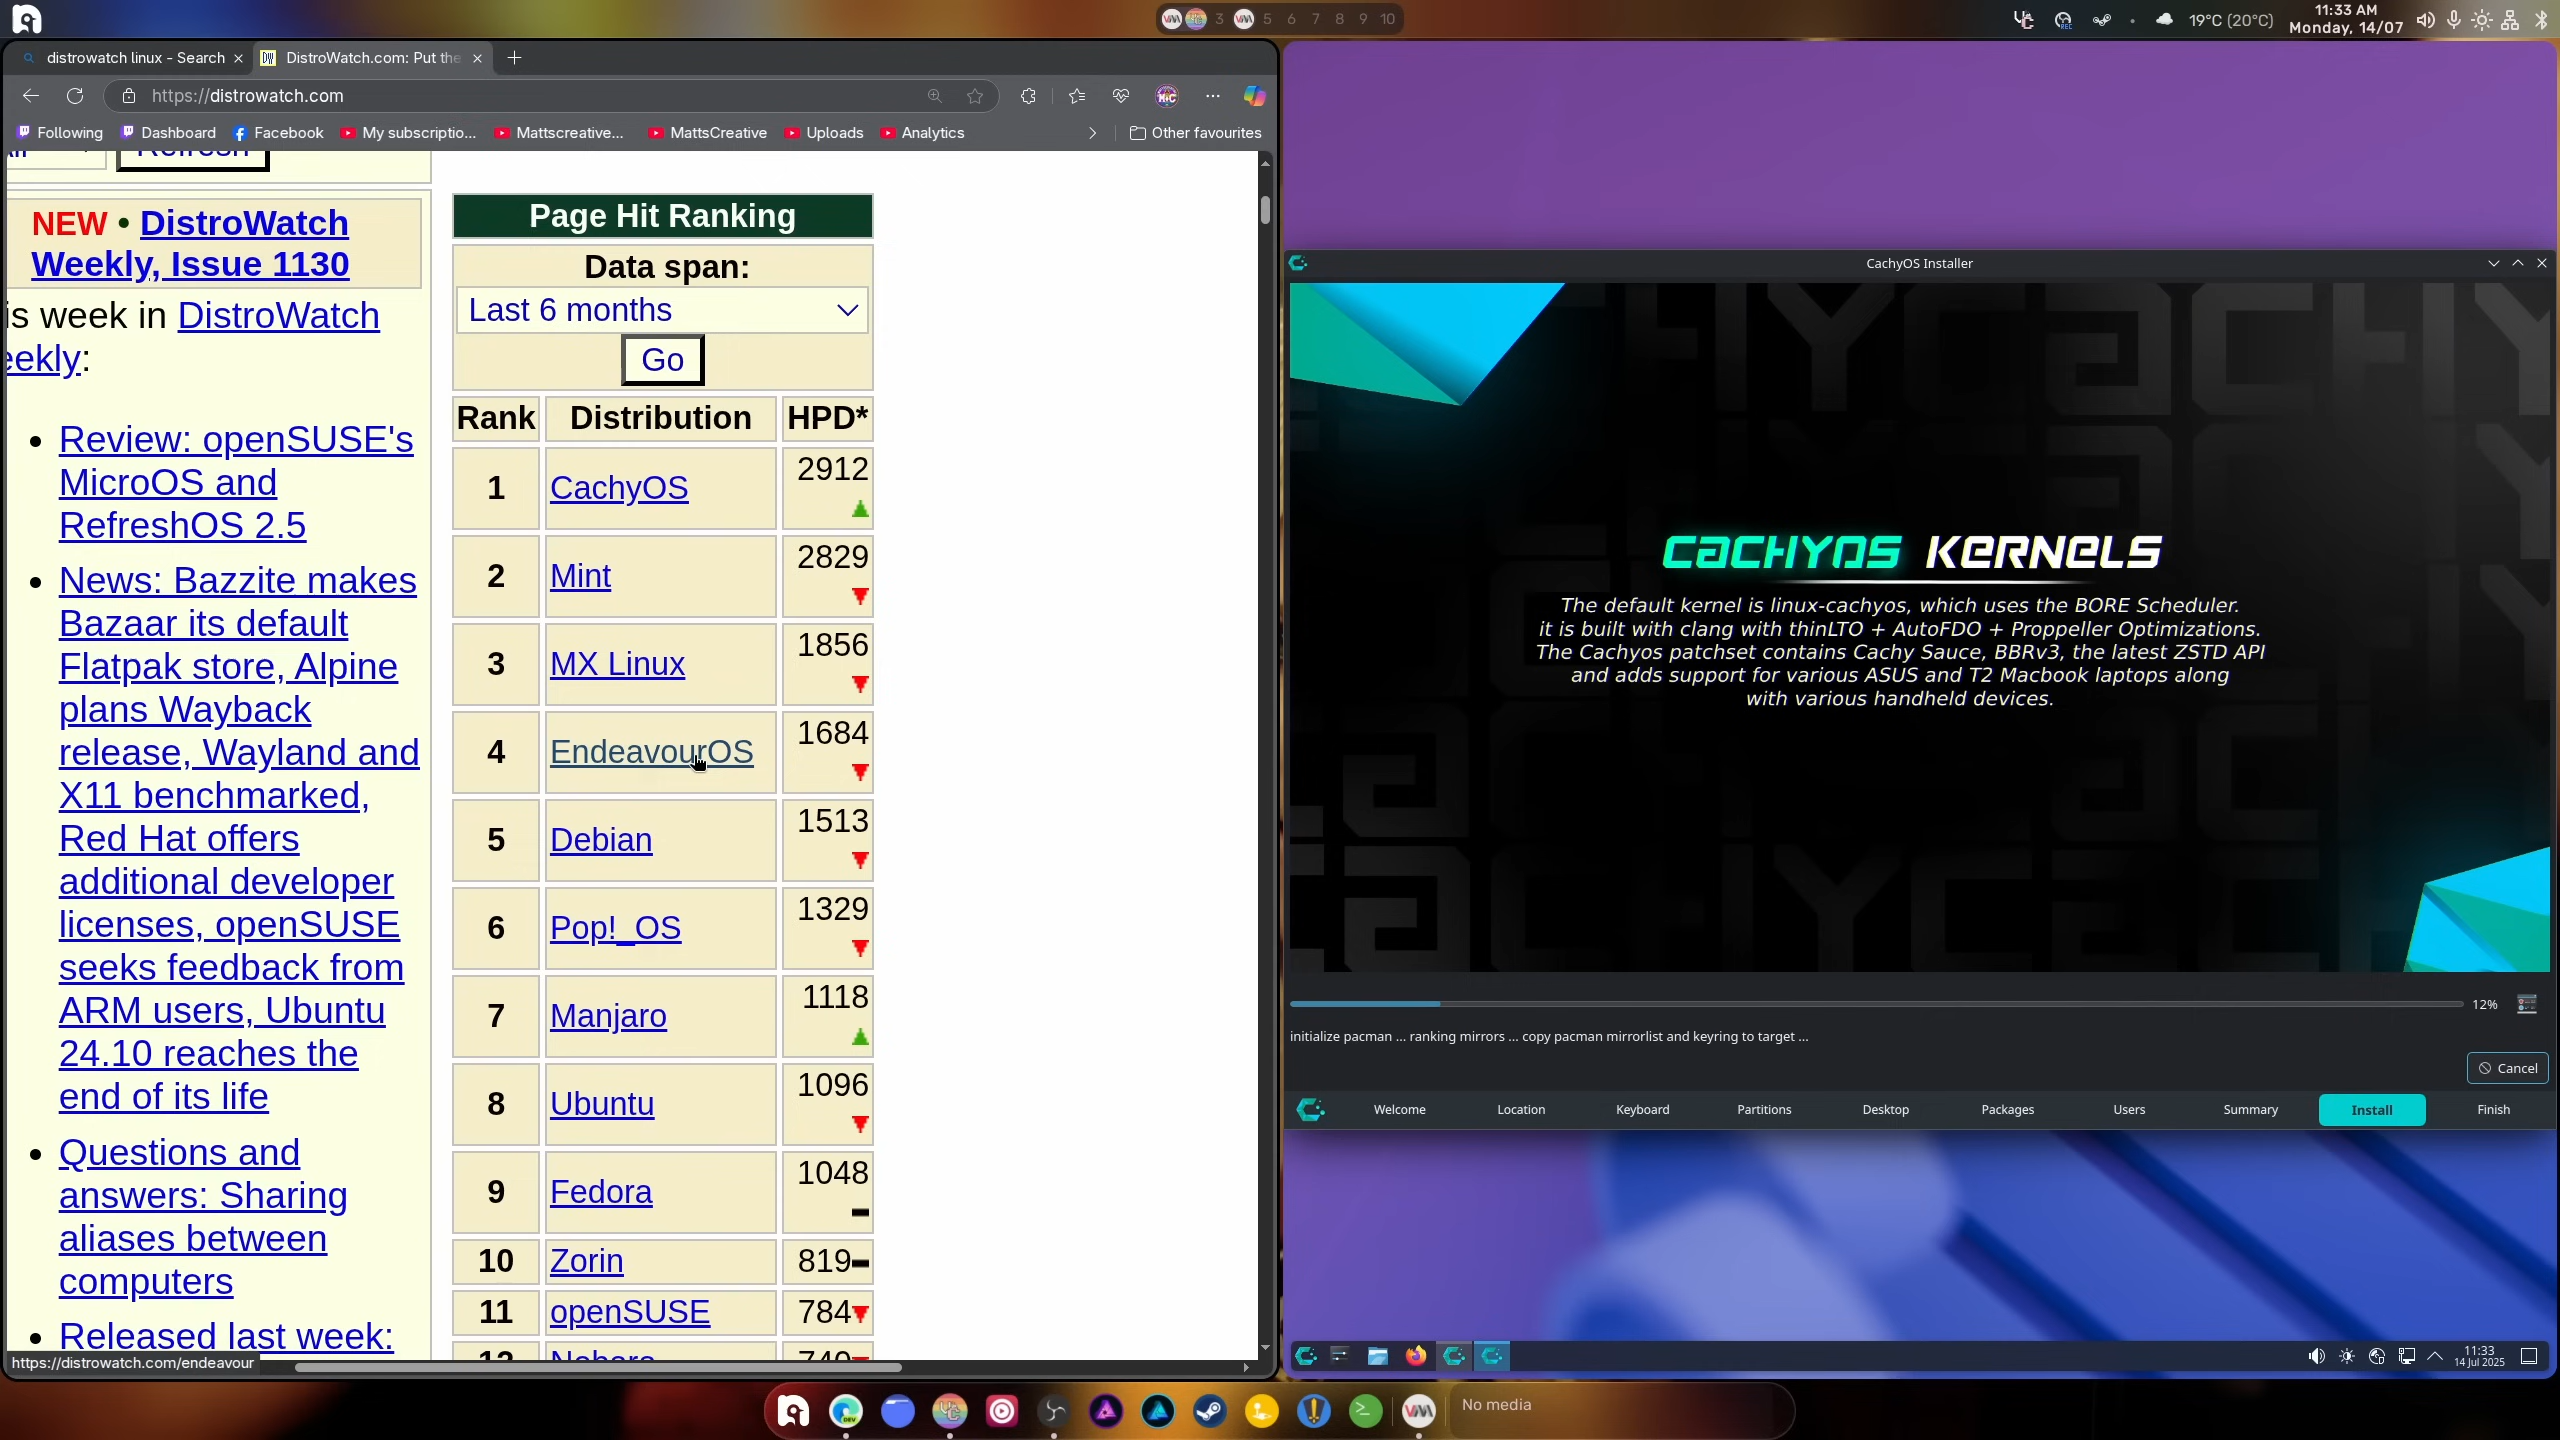 3 5 6 7 8 9 10
19°C (20°C)
11:33 AM
Monday, 14/07
distrowatch linux - Search
DistroWatch.com: Put the
https://distrowatch.com
Following
Dashboard
Facebook
My subscriptio...
Mattscreative...
MattsCreative
Uploads
Analytics
Other favourites
Refresh
NEW • DistroWatch
Weekly, Issue 1130
is week in DistroWatch
eekly:
Review: openSUSE's
MicroOS and
RefreshOS 2.5
News: Bazzite makes
Bazaar its default
Flatpak store, Alpine
plans Wayback
release, Wayland and
X11 benchmarked,
Red Hat offers
additional developer
licenses, openSUSE
seeks feedback from
ARM users, Ubuntu
24.10 reaches the
end of its life
Questions and
answers: Sharing
aliases between
computers
Released last week:
https://distrowatch.com/endeavour
Page Hit Ranking
Data span:
Last 6 months
Go
Rank Distribution HPD*
1 CachyOS 2912
2 Mint 2829
3 MX Linux 1856
4 EndeavourOS 1684
5 Debian 1513
6 Pop!_OS 1329
7 Manjaro 1118
8 Ubuntu 1096
9 Fedora 1048
10 Zorin 819
11 openSUSE 784
12 Nobara 740
CachyOS Installer
CACHYOS KERNELS
The default kernel is linux-cachyos, which uses the BORE Scheduler.
it is built with clang with thinLTO + AutoFDO + Proppeller Optimizations.
The Cachyos patchset contains Cachy Sauce, BBRv3, the latest ZSTD API
and adds support for various ASUS and T2 Macbook laptops along
with various handheld devices.
12%
initialize pacman ... ranking mirrors ... copy pacman mirrorlist and keyring to target ...
Cancel
Welcome
Location
Keyboard
Partitions
Desktop
Packages
Users
Summary
Install
Finish
11:33
14 Jul 2025
No media